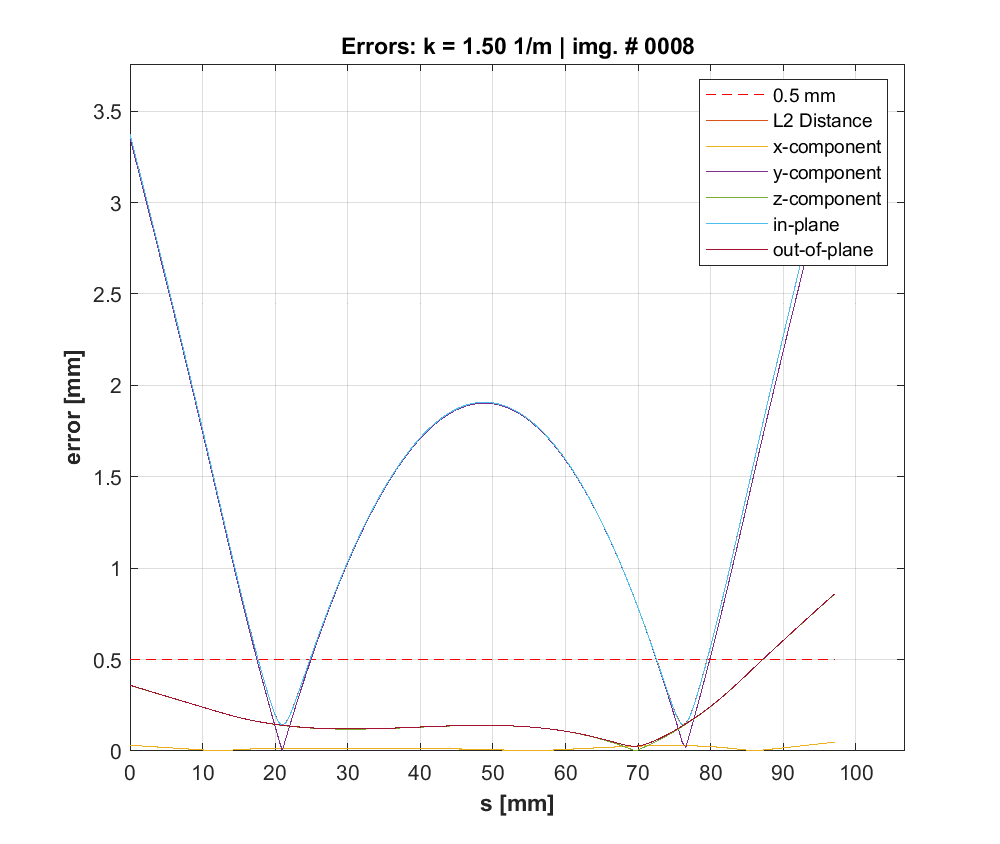 Errors: k = 1.50 1/m | img. # 0008
0.5 mm
L2 Distance
x-component
y-component
z-component
in-plane
out-of-plane
3.5
3
2.5
2
1.5
1
0.5
0
error [mm]
0 10 20 30 40 50 60 70 80 90 100
s [mm]